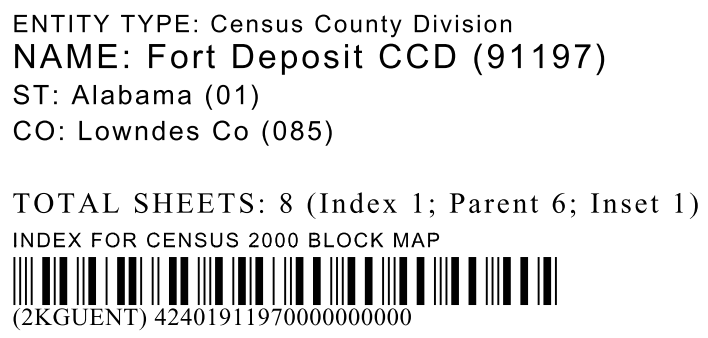 ENTITY TYPE: Census County Division
NAME: Fort Deposit CCD (91197)
ST: Alabama (01)
CO: Lowndes Co (085)
TOTAL SHEETS: 8 (Index 1; Parent 6; Inset 1)
INDEX FOR CENSUS 2000 BLOCK MAP
(2KGUENT) 42401911970000000000